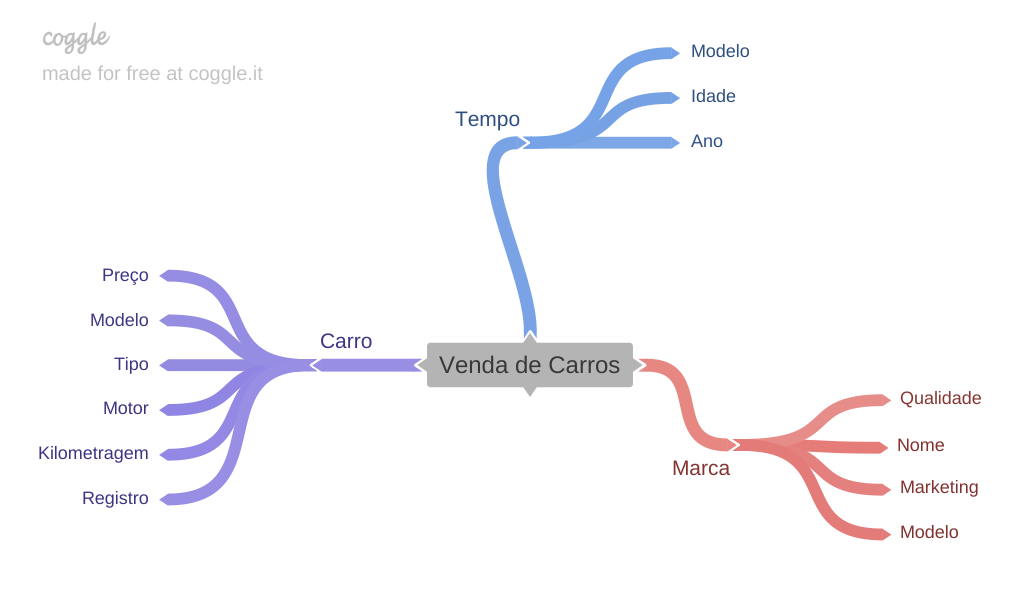 coggle
made for free at coggle.it
Tempo
Modelo
Idade
Ano
Carro
Preço
Modelo
Tipo
Motor
Kilometragem
Registro
Venda de Carros
Marca
Qualidade
Nome
Marketing
Modelo